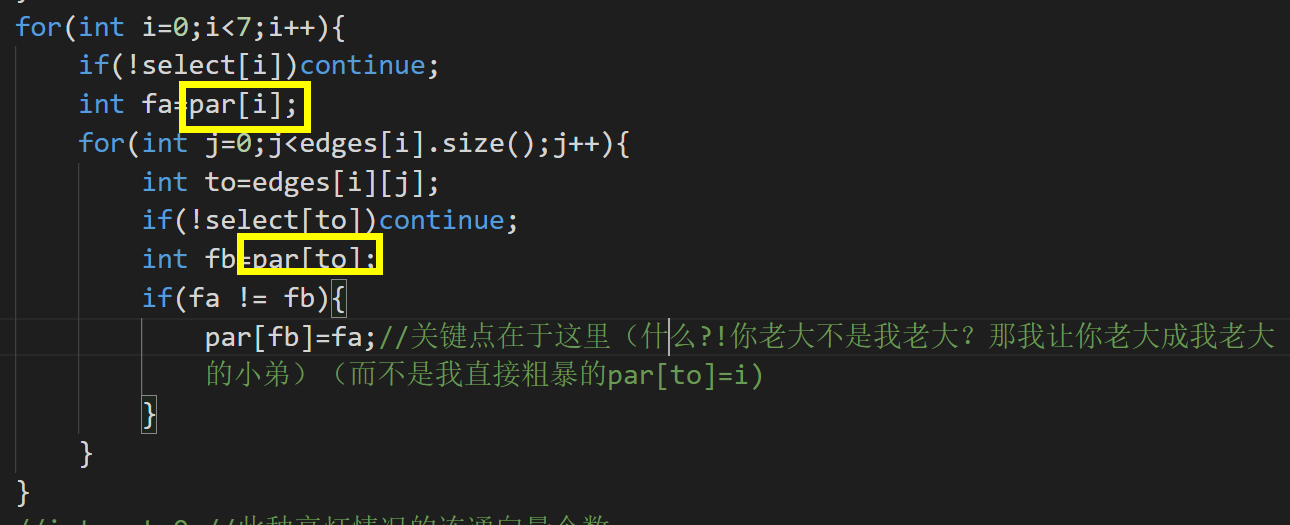 for(int i=0;i<7;i++){
if(!select[i])continue;
int fa=par[i];
for(int j=0;j<edges[i].size();j++){
int to=edges[i][j];
if(!select[to])continue;
int fb=par[to];
if(fa != fb){
par[fb]=fa;//关键点在于这里（什么?!你老大不是我老大？那我让你老大成我老大
的小弟）（而不是我直接粗暴的par[to]=i)
}
}
}